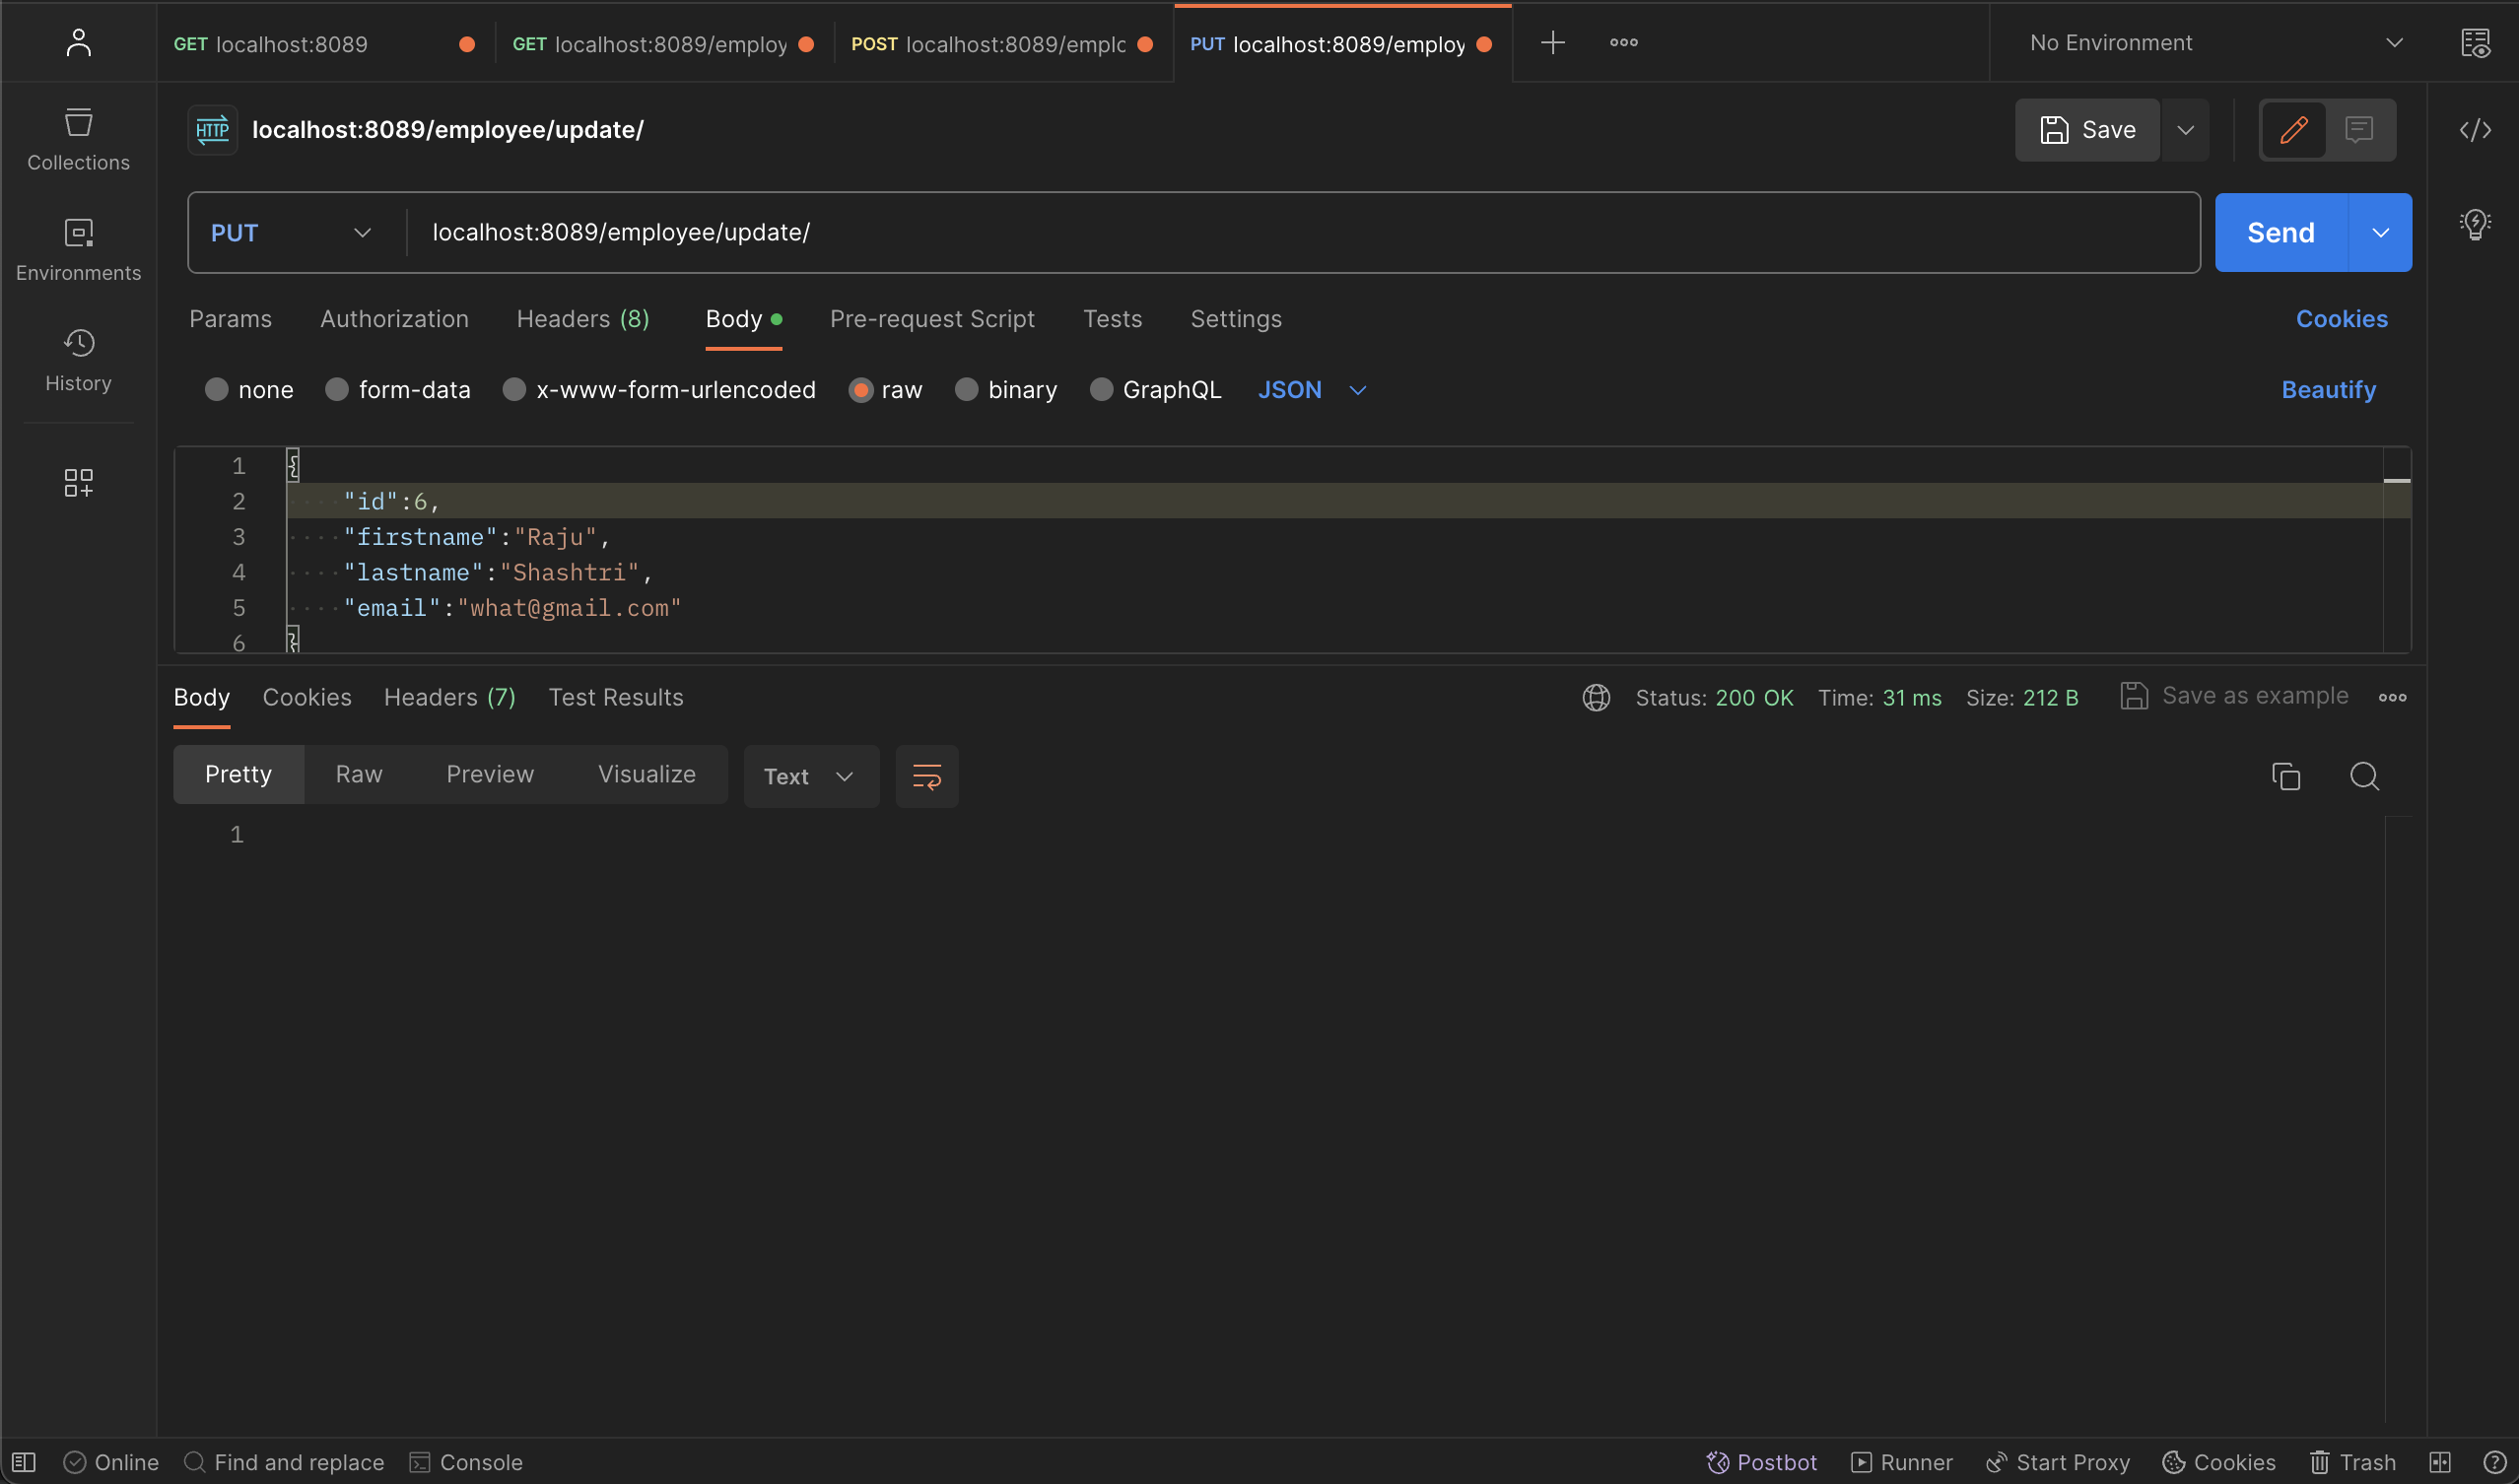 GET localhost:8089
GET localhost:8089/employ
POST localhost:8089/emplc
PUT localhost:8089/employ
No Environment
Collections
Environments
History
HTTP localhost:8089/employee/update/
Save
PUT localhost:8089/employee/update/
Send
Params Authorization Headers (8) Body Pre-request Script Tests Settings Cookies
none form-data x-www-form-urlencoded raw binary GraphQL JSON Beautify
1 {
2 "id":6,
3 "firstname":"Raju",
4 "lastname":"Shashtri",
5 "email":"what@gmail.com"
6 }
Body Cookies Headers (7) Test Results Status: 200 OK Time: 31 ms Size: 212 B Save as example
Pretty Raw Preview Visualize Text
1
Online Find and replace Console Postbot Runner Start Proxy Cookies Trash